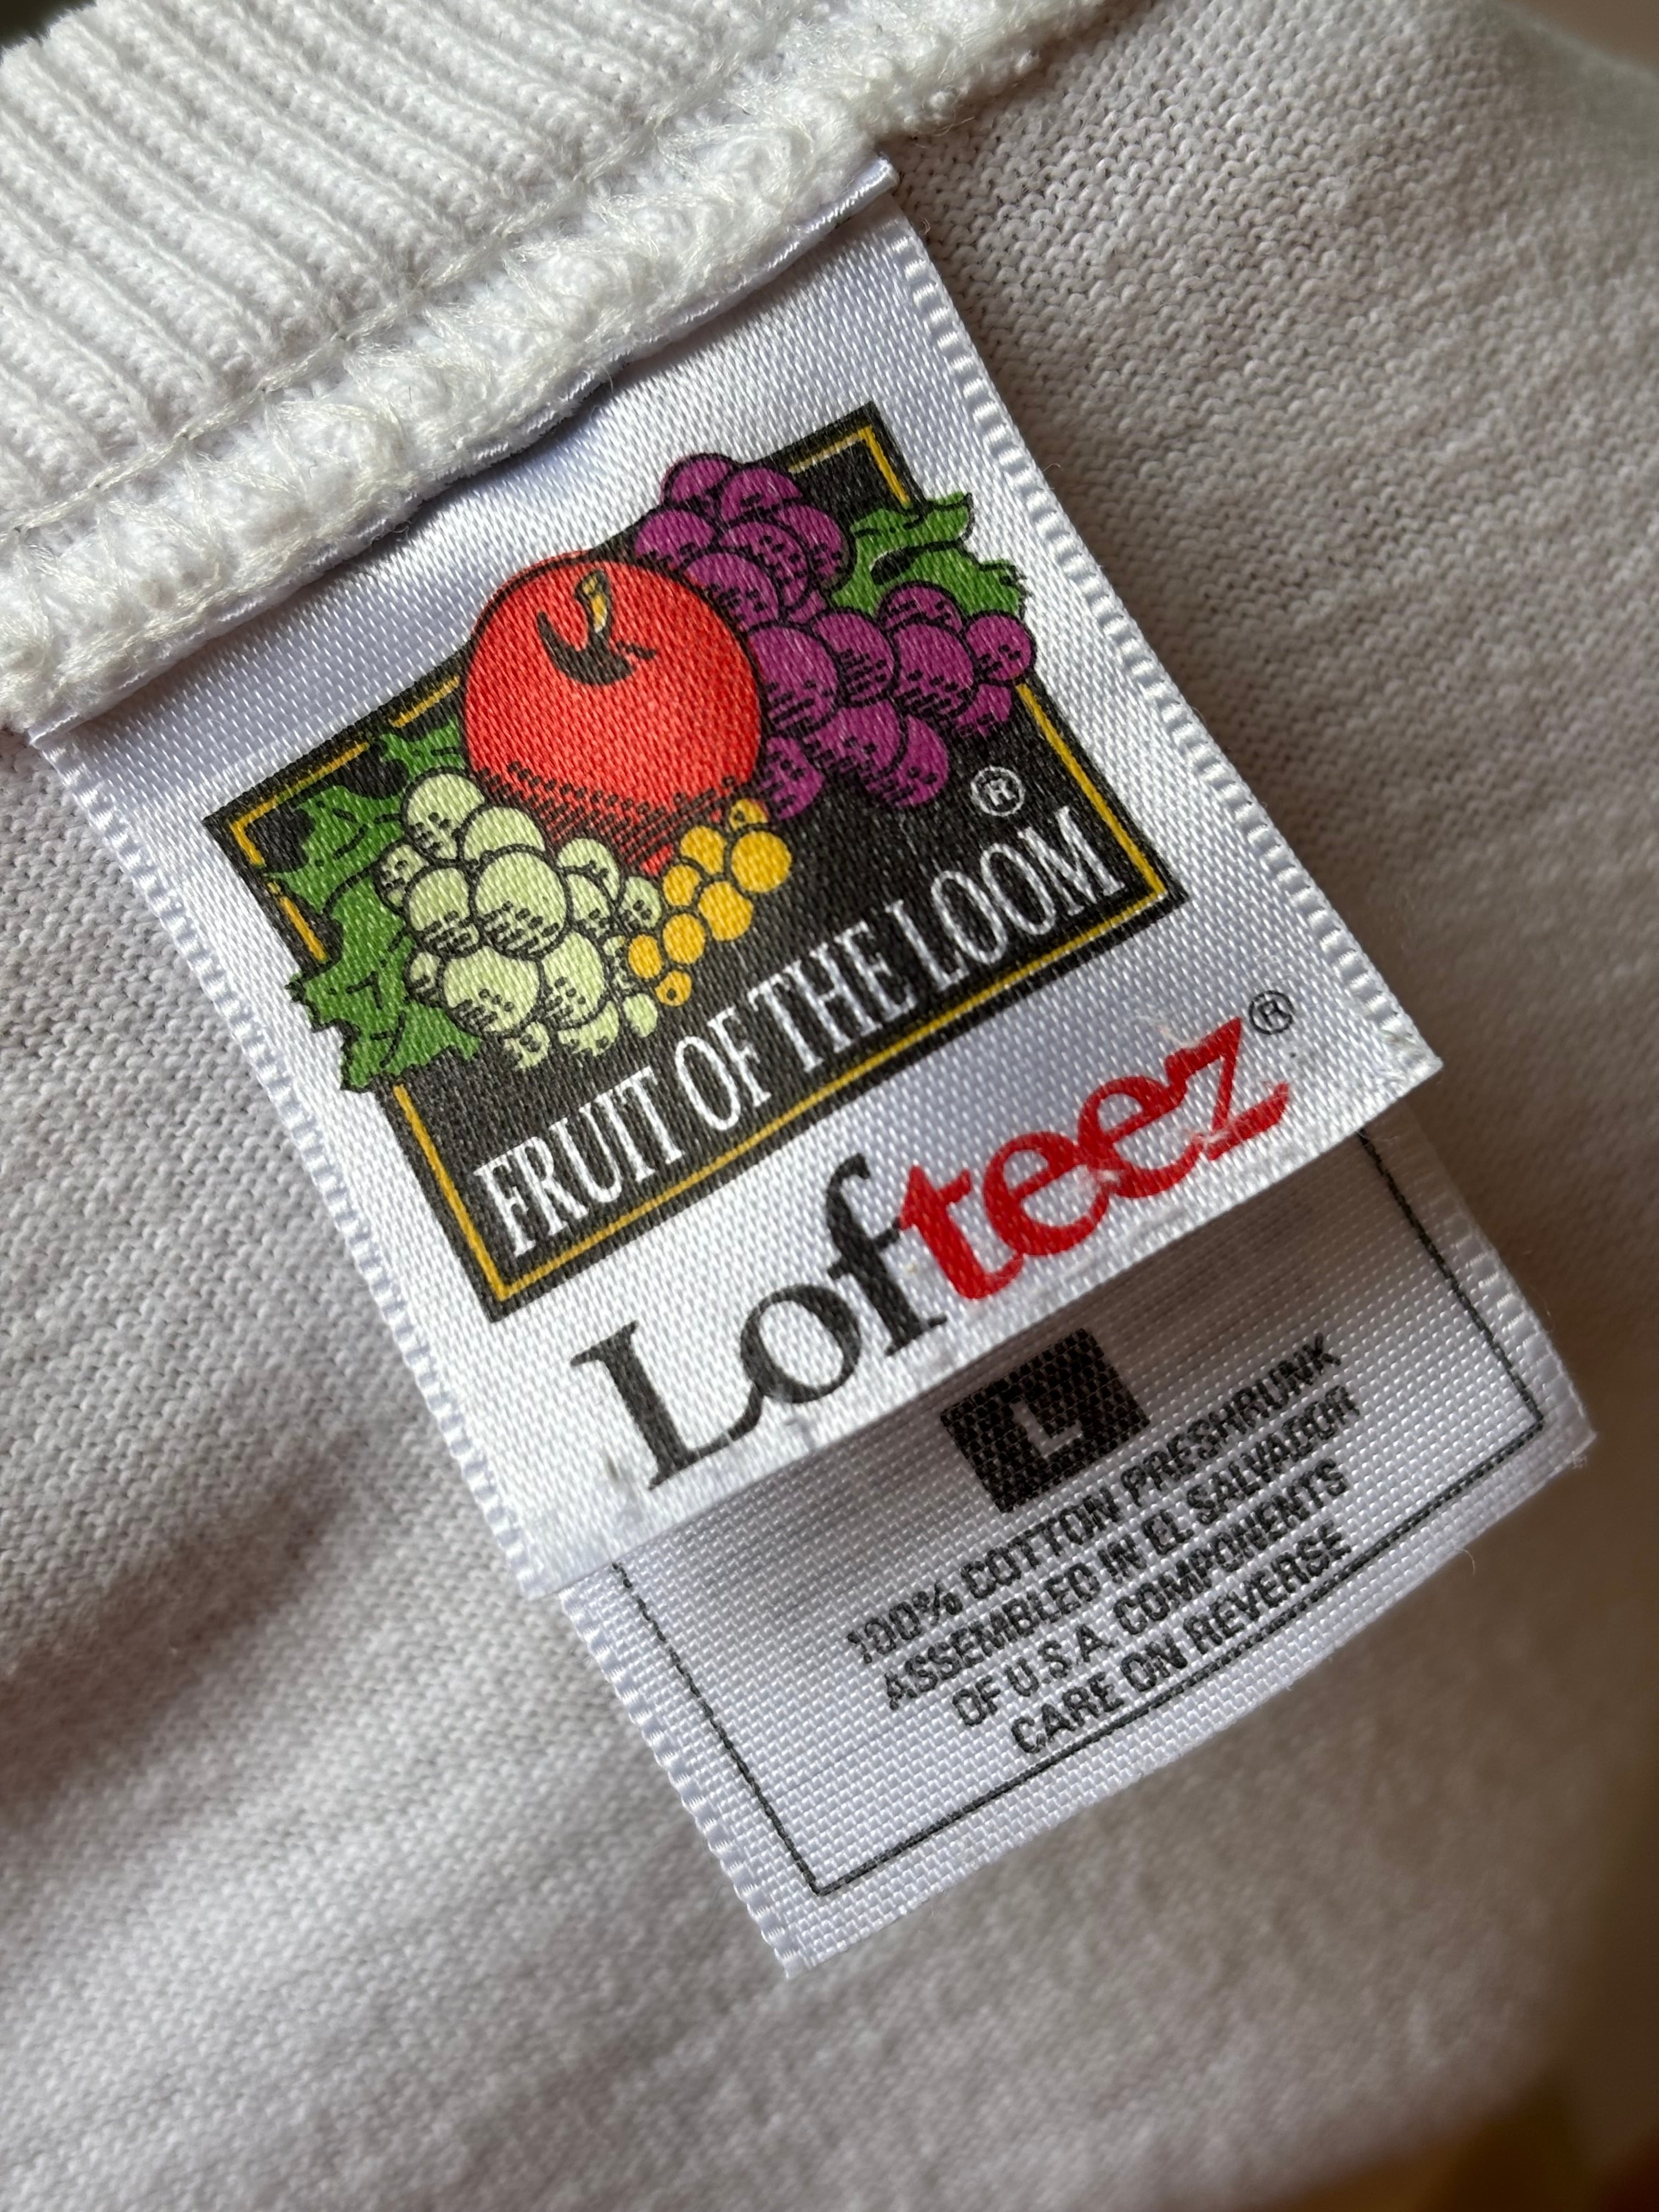 ®
FRUIT OF THE LOOM
Lofteez®
L
100% COTTON PRESHRUNK
ASSEMBLED IN EL SALVADOR
OF U.S.A. COMPONENTS
CARE ON REVERSE